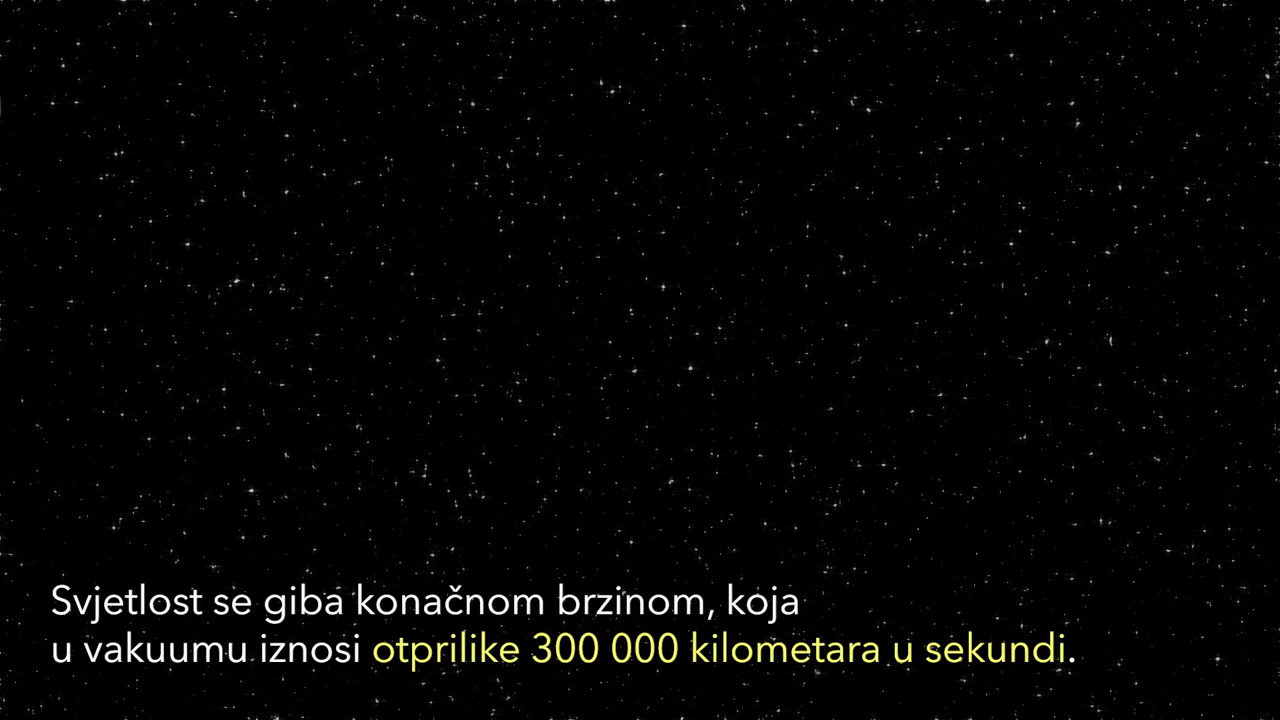 Svjetlost se giba konačnom brzinom, koja
u vakuumu iznosi otprilike 300 000 kilometara u sekundi.